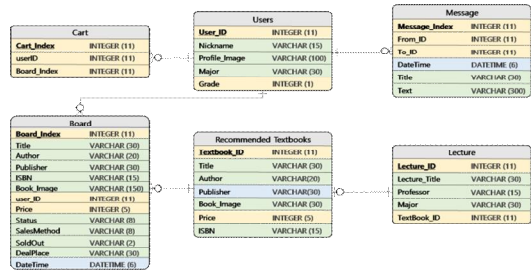 Cart
Cart_Index INTEGER (11)
userID INTEGER (11)
Board_Index INTEGER (11)
Users
User_ID INTEGER (11)
Nickname VARCHAR (15)
Profile_Image VARCHAR (100)
Major VARCHAR (30)
Grade INTEGER (1)
Message
Message_Index INTEGER (11)
From_ID INTEGER (11)
To_ID INTEGER (11)
DateTime DATETIME (6)
Title VARCHAR (30)
Text VARCHAR (300)
Board
Board_Index INTEGER (11)
Title VARCHAR (30)
Author VARCHAR (20)
Publisher VARCHAR (30)
ISBN VARCHAR (15)
Book_Image VARCHAR (150)
user_ID INTEGER (11)
Price INTEGER (5)
Status VARCHAR (8)
SalesMethod VARCHAR (8)
SoldOut VARCHAR (2)
DealPlace VARCHAR (30)
DateTime DATETIME (6)
Recommended Textbooks
Textbook_ID INTEGER (11)
Title VARCHAR (30)
Author VARCHAR(20)
Publisher VARCHAR(30)
Book_Image VARCHAR (30)
Price INTEGER (5)
ISBN VARCHAR (15)
Lecture
Lecture_ID INTEGER (11)
Lecture_Title VARCHAR (30)
Professor VARCHAR (15)
Major VARCHAR (30)
TextBook_ID INTEGER (11)